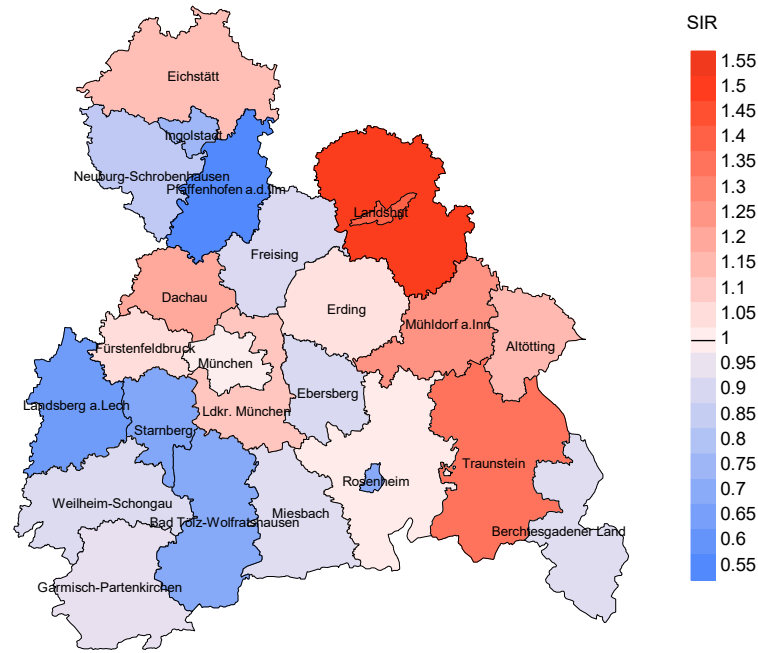 SIR
1.55
1.5
1.45
1.4
1.35
1.3
1.25
1.2
1.15
1.1
1.05
1
0.95
0.9
0.85
0.8
0.75
0.7
0.65
0.6
0.55
Eichstätt
Ingolstadt
Neuburg-Schrobenhausen
Pfaffenhofen a.d.Ilm
Landshut
Freising
Dachau
Erding
Mühldorf a.Inn
Altötting
Fürstenfeldbruck
München
Ebersberg
Landsberg a.Lech
Ldkr. München
Starnberg
Traunstein
Rosenheim
Weilheim-Schongau
Miesbach
Bad Tölz-Wolfratshausen
Berchtesgadener Land
Garmisch-Partenkirchen